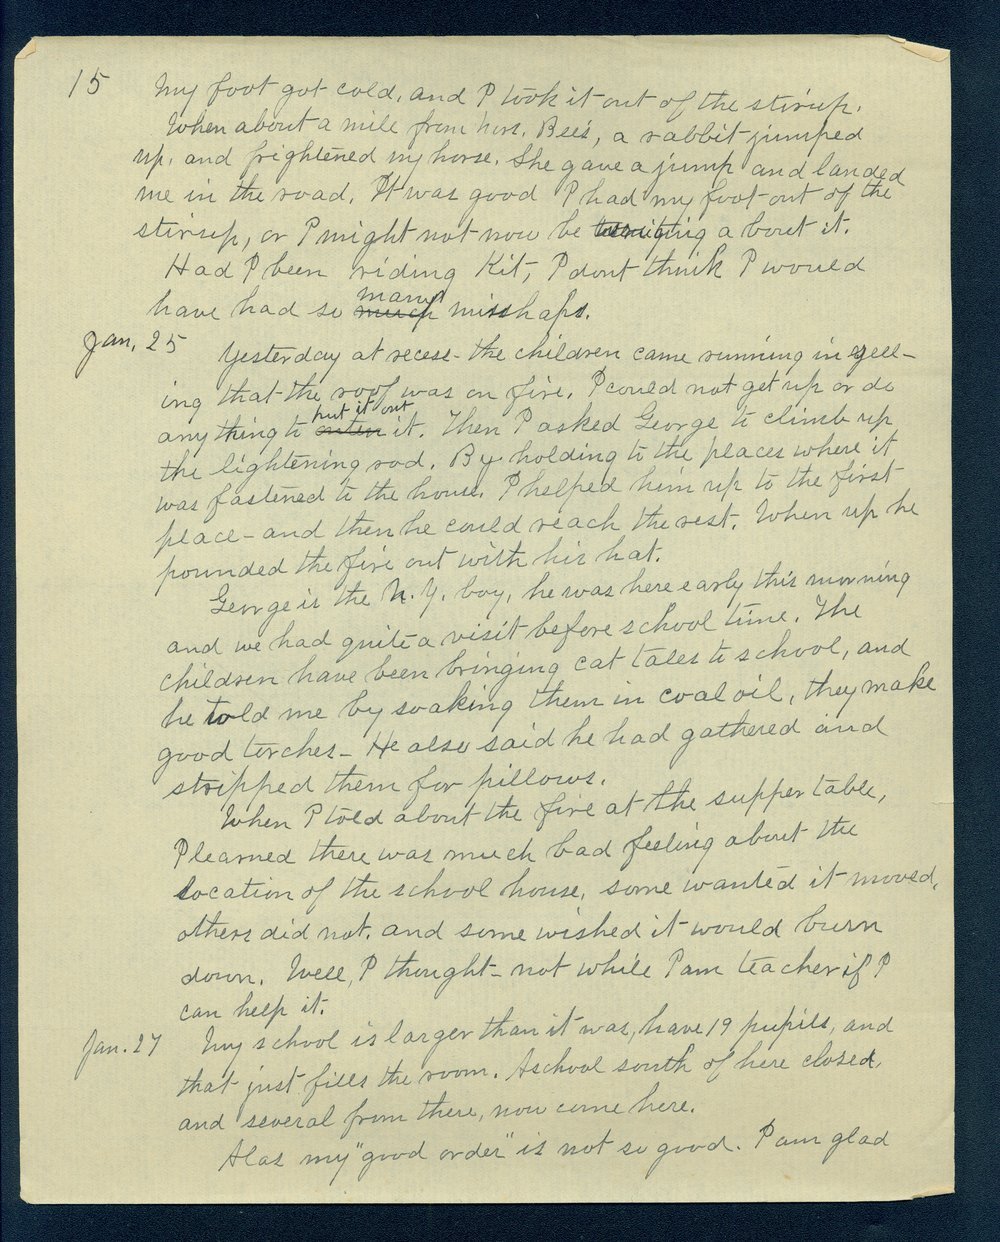 15 My foot got cold, and I took it out of the stirup.
When about a mile from hers. Bee's, a rabbit jumped
up, and frightened my horse. She gave a jump and landed
me in the road. It was good I had my foot out of the
stirrup, or I might not now be writing a bout it.
Had I been riding Kit, I dont think I would
have had so much many misshaps.
Jan. 25 Yesterday at recess - the children came running in yell-
ing that the roof was on fire. I could not get up or do
any thing to put it out it. Then I asked George to climb up
the lightening rod. By holding to the places where it
was fastened to the house. I helped him up to the first
place - and then he could reach the rest. When up he
pounded the fire out with his hat.
George is the N.Y. boy, he was here early this morning
and we had quite a visit before school time. The
children have been bringing cat tales to school, and
he told me by soaking them in coal oil, they make
good torches - He also said he had gathered and
stripped them for pillows.
When I told about the fire at the supper table,
I learned there was much bad feeling about the
location of the school house, some wanted it moved,
others did not, and some wished it would burn
down. Well, I thought - not while I am teacher if I
can help it.
Jan. 27 My school is larger than it was, have 19 pupils, and
that just fills the room. A school south of here closed,
and several from there, now come here.
Alas my "good order" is not so good. I am glad